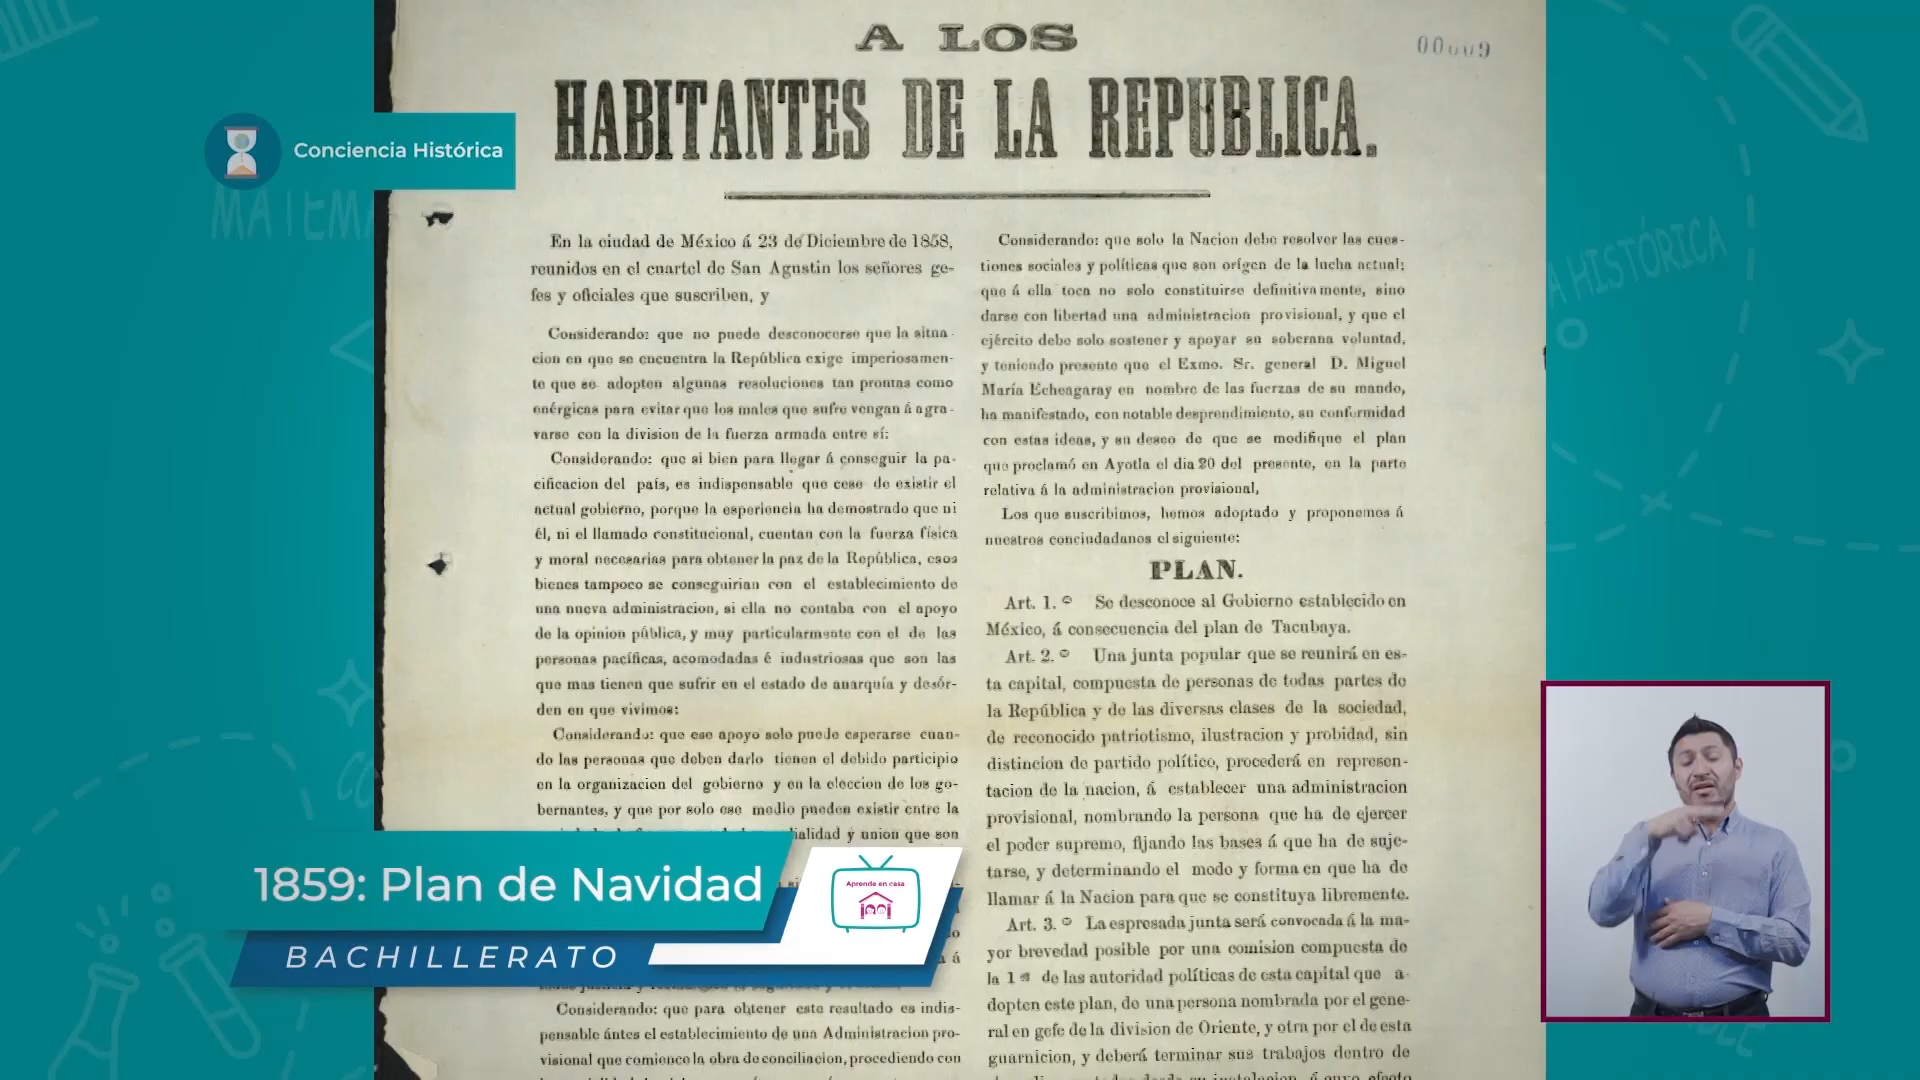 A LOS
HABITANTES DE LA REPUBLICA.
Conciencia Histórica
En la ciudad de México á 23 de Diciembre de 1858,
reunidos en el cuartel de San Agustin los señores ge-
fes y oficiales que suscriben, y
Considerando: que no puede desconocerse que la situa-
cion en que se encuentra la República exige imperiosamen-
te que se adopten algunas resoluciones tan prontas como
enérgicas para evitar que los males que sufre vengan á agra-
varse con la division de la fuerza armada entre sí:
Considerando: que si bien para llegar á conseguir la pa-
cificacion del país, es indispensable que cese de existir el
actual gobierno, porque la esperiencia ha demostrado que ni
él, ni el llamado constitucional, cuentan con la fuerza física
y moral necesarias para obtener la paz de la República, esos
bienes tampoco se conseguirian con el establecimiento de
una nueva administracion, si ella no contaba con el apoyo
de la opinion pública, y muy particularmente con el de las
personas pacíficas, acomodadas é industriosas que son las
que mas tienen que sufrir en el estado de anarquía y desór-
den en que vivimos:
Considerando: que ese apoyo solo puede esperarse cuan-
do las personas que deben darlo tienen el debido participio
en la organizacion del gobierno y en la eleccion de los go-
bernantes, y que por solo ese medio pueden existir entre la
ialidad y union que son
Considerando: que para obtener este resultado es indis-
pensable ántes el establecimiento de una Administracion pro-
visional que comience la obra de conciliacion, procediendo con
Considerando: que solo la Nacion debe resolver las cues-
tiones sociales y políticas que son orígen de la lucha actual;
que á ella toca no solo constituirse definitivamente, sino
darse con libertad una administracion provisional, y que el
ejército debe solo sostener y apoyar su soberana voluntad,
y teniendo presente que el Exmo. Sr. general D. Miguel
María Echeagaray en nombre de las fuerzas de su mando,
ha manifestado, con notable desprendimiento, su conformidad
con estas ideas, y su deseo de que se modifique el plan
que proclamó en Ayotla el dia 20 del presente, en la parte
relativa á la administracion provisional,
Los que suscribimos, hemos adoptado y proponemos á
nuestros conciudadanos el siguiente:
PLAN.
Art. 1.º Se desconoce al Gobierno establecido en
México, á consecuencia del plan de Tacubaya.
Art. 2.º Una junta popular que se reunirá en es-
ta capital, compuesta de personas de todas partes de
la República y de las diversas clases de la sociedad,
de reconocido patriotismo, ilustracion y probidad, sin
distincion de partido político, procederá en represen-
tacion de la nacion, á establecer una administracion
provisional, nombrando la persona que ha de ejercer
el poder supremo, fijando las bases á que ha de suje-
tarse, y determinando el modo y forma en que ha de
llamar á la Nacion para que se constituya libremente.
Art. 3.º La espresada junta será convocada á la ma-
yor brevedad posible por una comision compuesta de
la 1ª de las autoridad políticas de esta capital que a-
dopten este plan, de una persona nombrada por el gene-
ral en gefe de la division de Oriente, y otra por el de esta
guarnicion, y deberá terminar sus trabajos dentro de
1859: Plan de Navidad
BACHILLERATO
Aprende en casa
HISTÓRICA